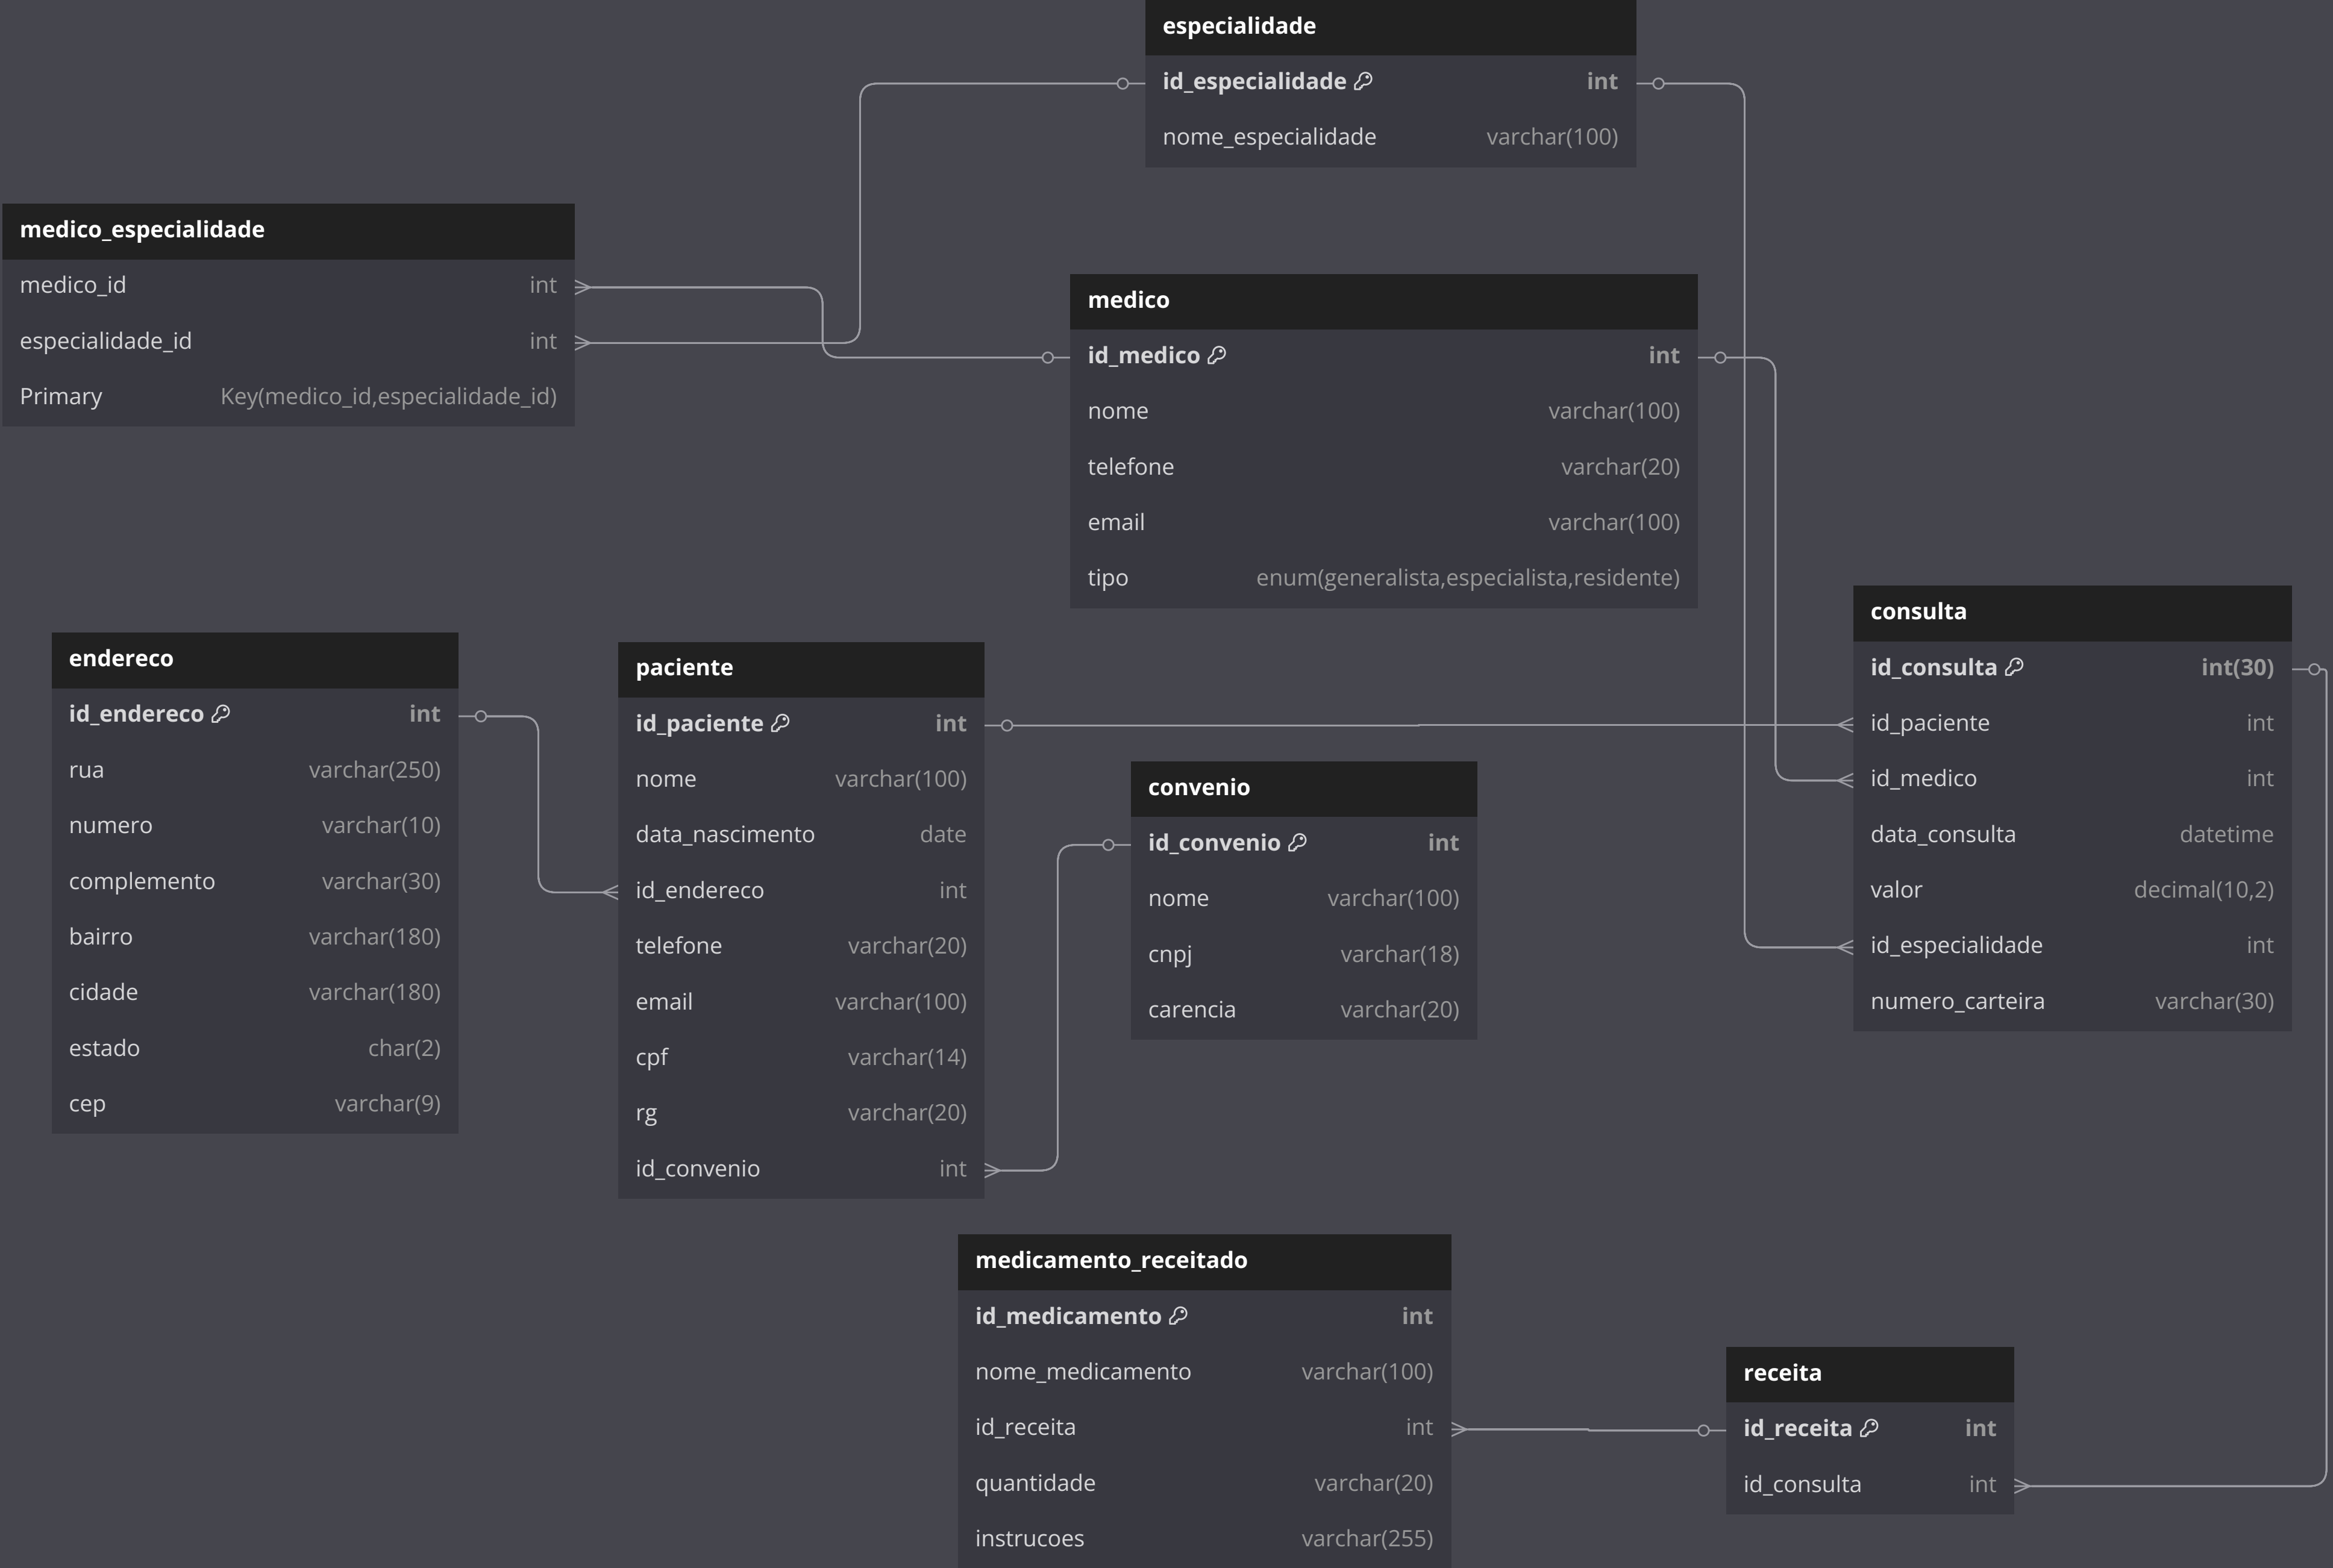 especialidade
id_especialidade int
nome_especialidade varchar(100)
medico_especialidade
medico_id int
especialidade_id int
Primary Key(medico_id,especialidade_id)
medico
id_medico int
nome varchar(100)
telefone varchar(20)
email varchar(100)
tipo enum(generalista,especialista,residente)
consulta
id_consulta int(30)
id_paciente int
id_medico int
data_consulta datetime
valor decimal(10,2)
id_especialidade int
numero_carteira varchar(30)
endereco
id_endereco int
rua varchar(250)
numero varchar(10)
complemento varchar(30)
bairro varchar(180)
cidade varchar(180)
estado char(2)
cep varchar(9)
paciente
id_paciente int
nome varchar(100)
data_nascimento date
id_endereco int
telefone varchar(20)
email varchar(100)
cpf varchar(14)
rg varchar(20)
id_convenio int
convenio
id_convenio int
nome varchar(100)
cnpj varchar(18)
carencia varchar(20)
medicamento_receitado
id_medicamento int
nome_medicamento varchar(100)
id_receita int
quantidade varchar(20)
instrucoes varchar(255)
receita
id_receita int
id_consulta int